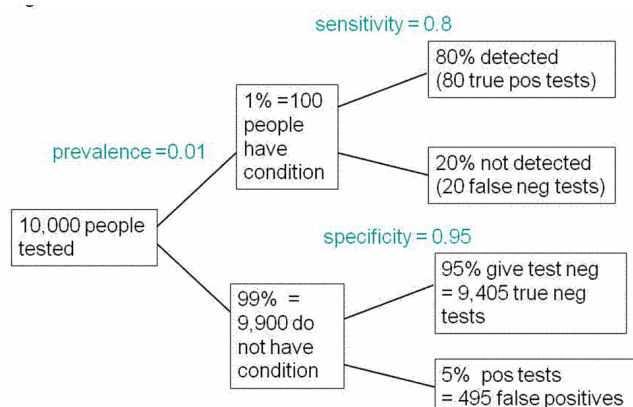 sensitivity = 0.8
80% detected
(80 true pos tests)
1% =100
people
have
condition
prevalence =0.01
20% not detected
(20 false neg tests)
10,000 people
tested
specificity = 0.95
95% give test neg
= 9,405 true neg
tests
99% =
9,900 do
not have
condition
5% pos tests
= 495 false positives